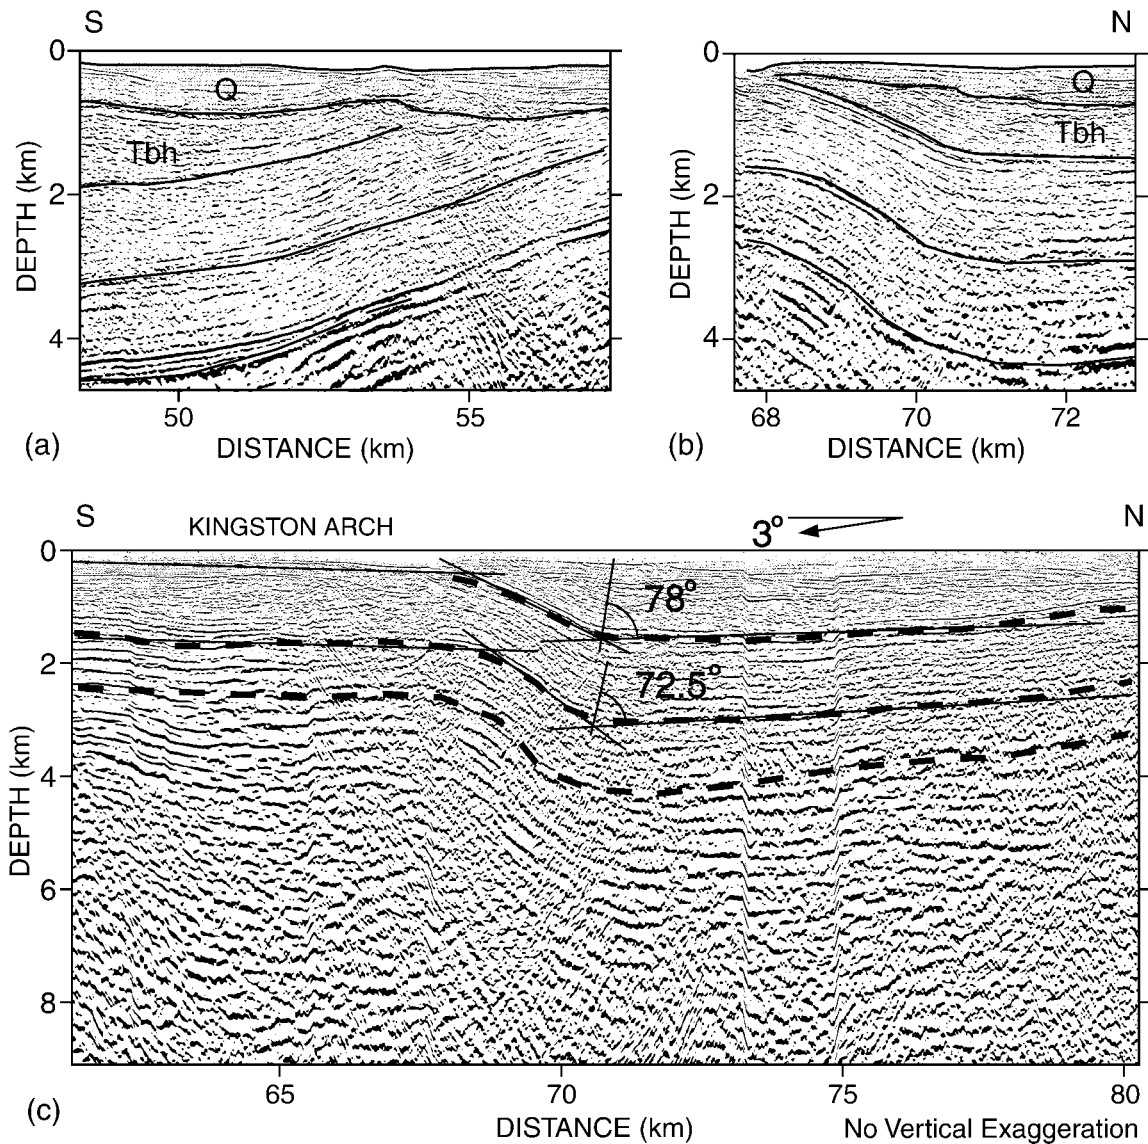 S
0
Q
Tbh
2
4
DEPTH (km)
50 55
(a) DISTANCE (km)
N
0
Q
Tbh
2
4
DEPTH (km)
68 70 72
(b) DISTANCE (km)
S KINGSTON ARCH 3° N
0
78°
2
72.5°
4
6
8
DEPTH (km)
65 70 75 80
(c) DISTANCE (km) No Vertical Exaggeration